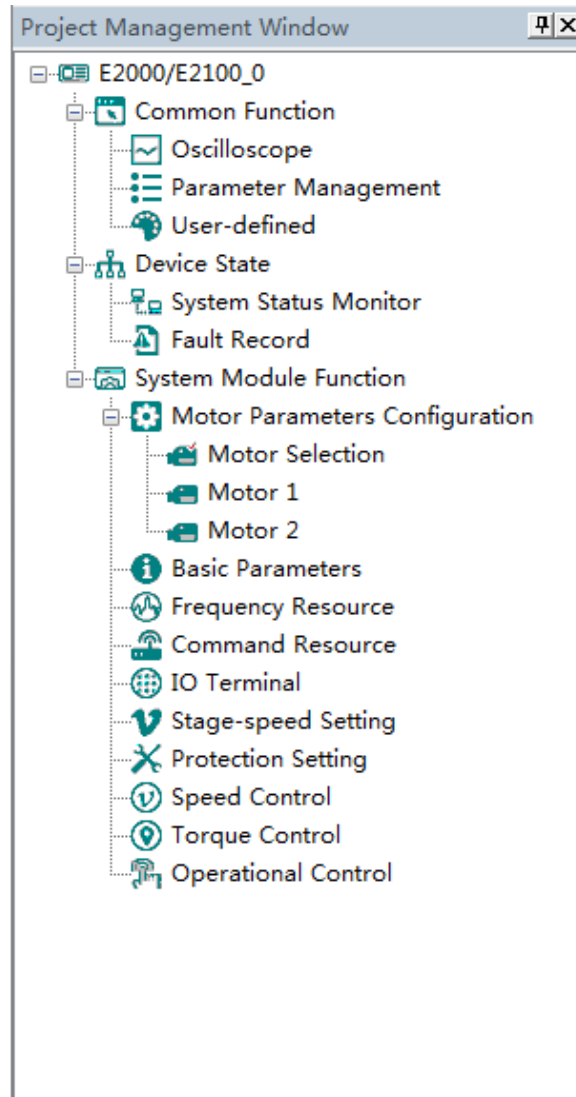 Project Management Window
E2000/E2100_0
Common Function
Oscilloscope
Parameter Management
User-defined
Device State
System Status Monitor
Fault Record
System Module Function
Motor Parameters Configuration
Motor Selection
Motor 1
Motor 2
Basic Parameters
Frequency Resource
Command Resource
IO Terminal
Stage-speed Setting
Protection Setting
Speed Control
Torque Control
Operational Control